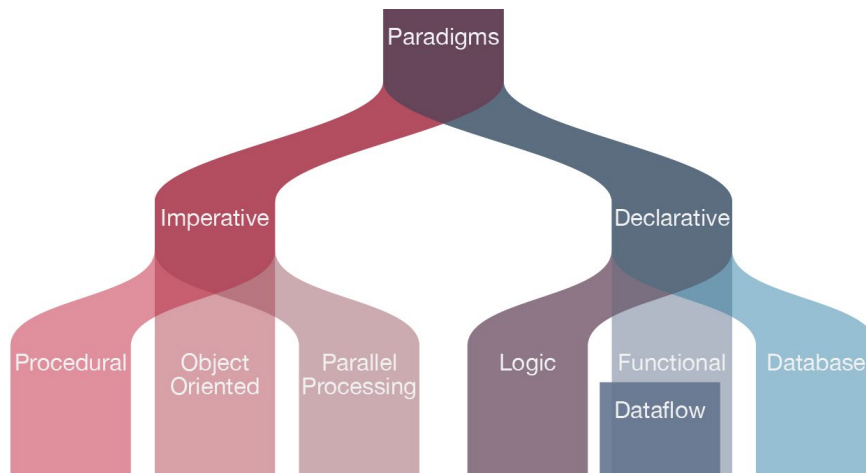 Paradigms
Imperative
Declarative
Procedural
Object
Oriented
Parallel
Processing
Logic
Functional
Database
Dataflow